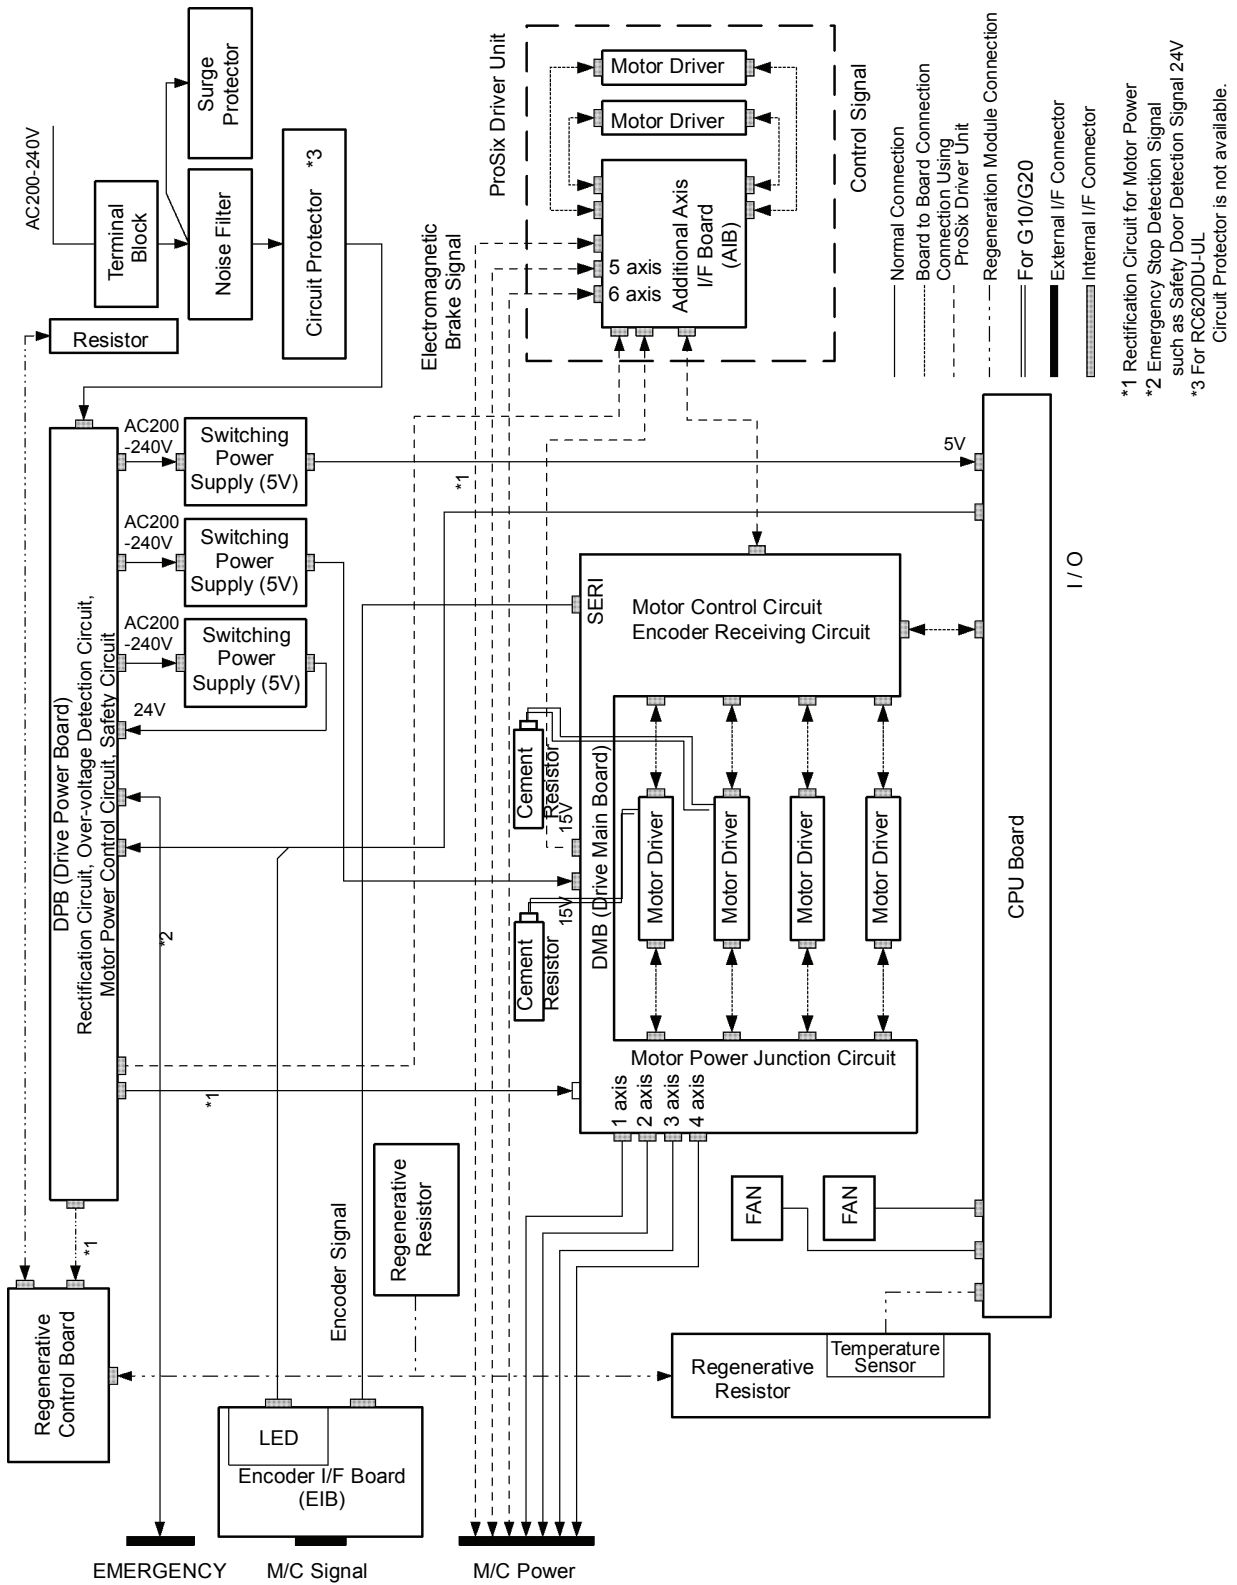 AC200-240V
Surge
Protector
Terminal
Block
Noise Filter
Circuit Protector *3
Resistor
ProSix Driver Unit
Motor Driver
Motor Driver
Additional Axis
I/F Board
(AIB)
5 axis
6 axis
Control Signal
Electromagnetic
Brake Signal
Normal Connection
Board to Board Connection
Connection Using
ProSix Driver Unit
Regeneration Module Connection
For G10/G20
External I/F Connector
Internal I/F Connector
*1 Rectification Circuit for Motor Power
*2 Emergency Stop Detection Signal
such as Safety Door Detection Signal 24V
*3 For RC620DU-UL
Circuit Protector is not available.
DPB (Drive Power Board)
Rectification Circuit, Over-voltage Detection Circuit,
Motor Power Control Circuit, Safety Circuit
AC200
-240V
Switching
Power
Supply (5V)
AC200
-240V
Switching
Power
Supply (5V)
AC200
-240V
Switching
Power
Supply (5V)
24V
*1
5V
*2
*1
*1
SERI
Motor Control Circuit
Encoder Receiving Circuit
I / O
CPU Board
DMB (Drive Main Board)
Cement
Resistor
15V
Cement
Resistor
15V
Motor Driver
Motor Driver
Motor Driver
Motor Driver
Motor Power Junction Circuit
1 axis
2 axis
3 axis
4 axis
FAN
FAN
Regenerative
Resistor
Encoder Signal
Regenerative
Control Board
Regenerative
Resistor
Temperature
Sensor
LED
Encoder I/F Board
(EIB)
EMERGENCY
M/C Signal
M/C Power